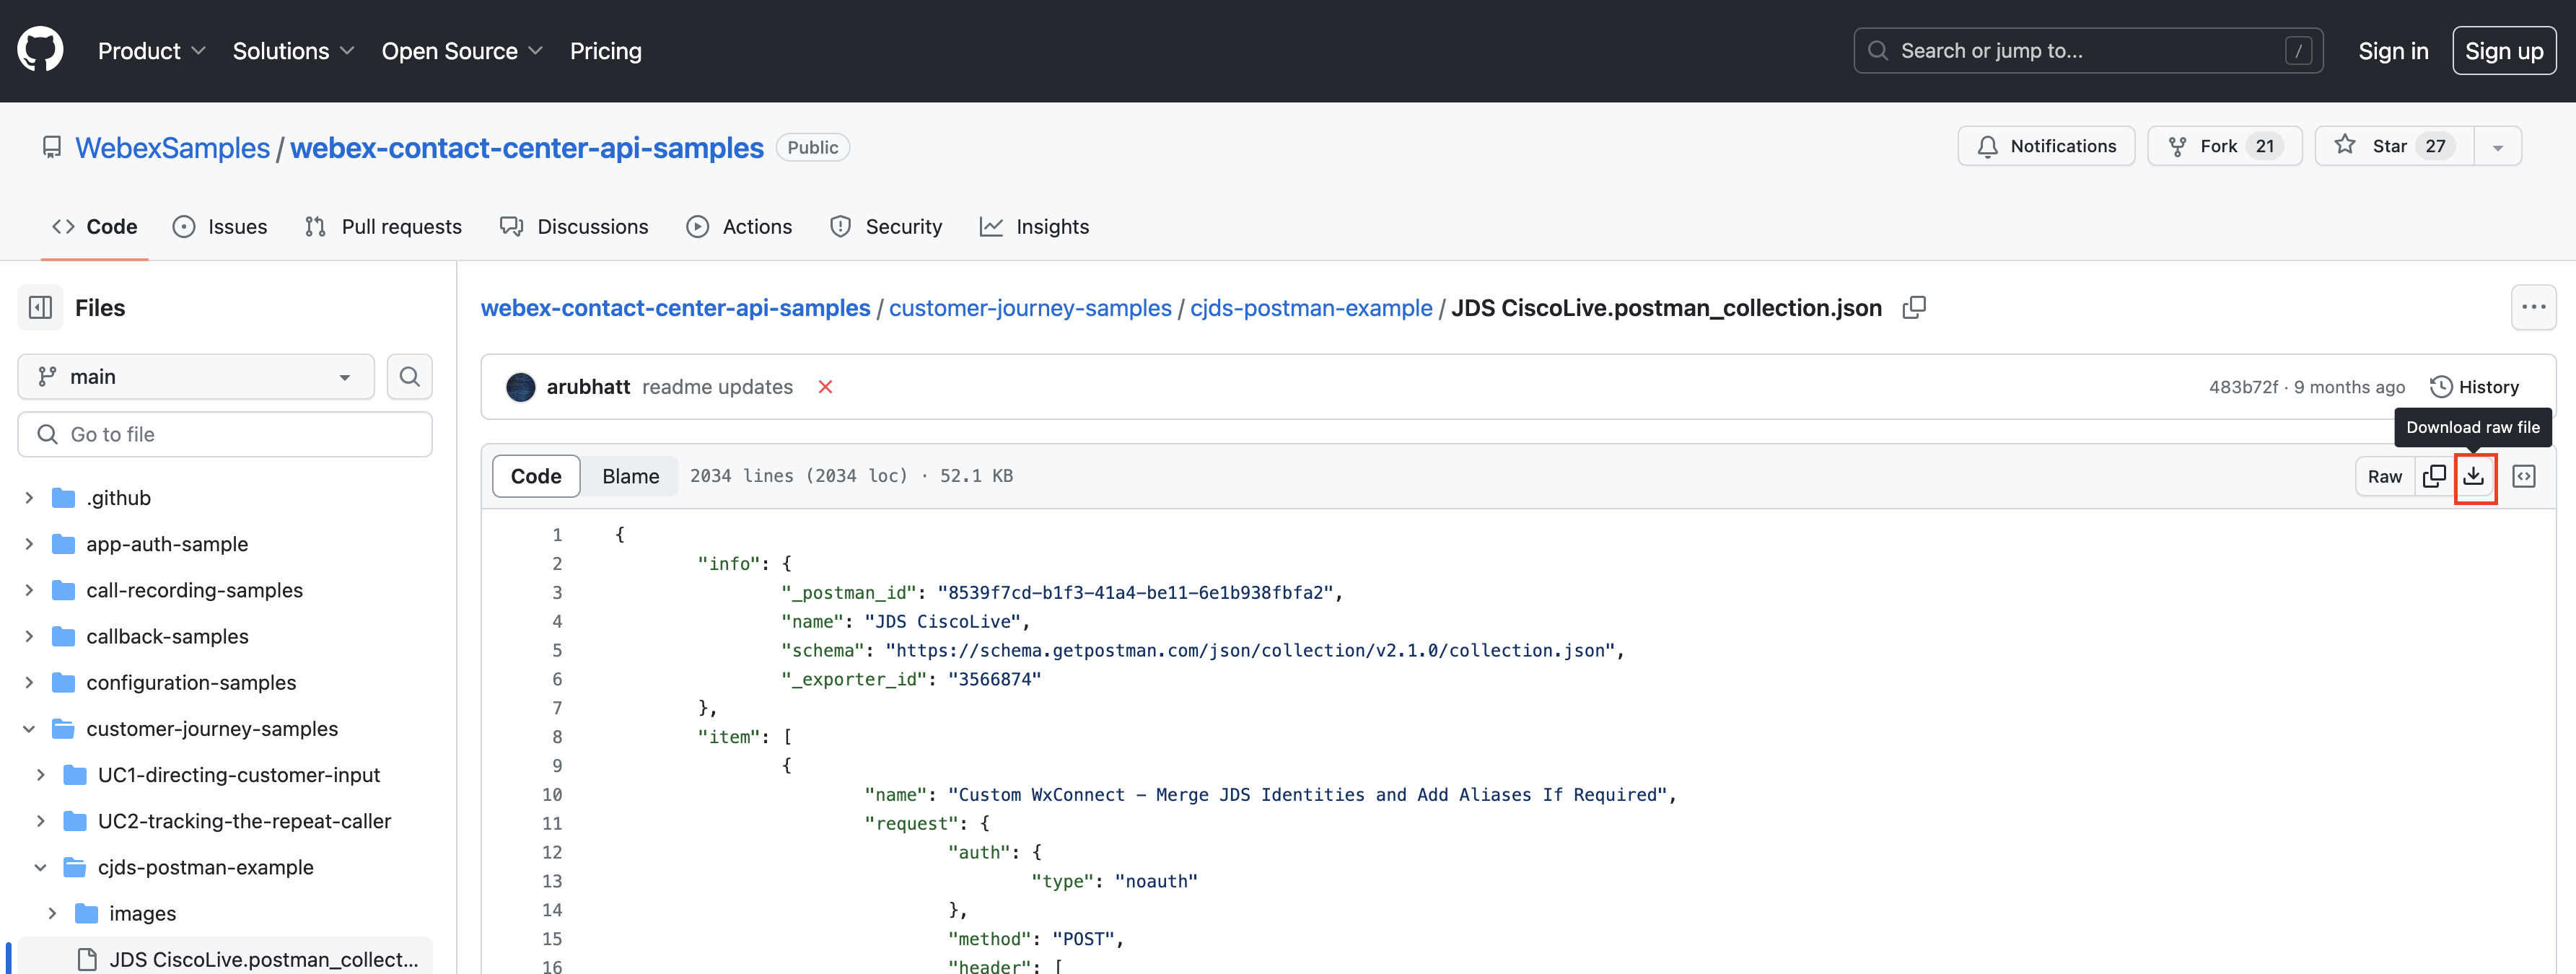 Product Solutions Open Source Pricing Search or jump to... / Sign in Sign up
WebexSamples / webex-contact-center-api-samples Public Notifications Fork 21 Star 27
Code Issues Pull requests Discussions Actions Security Insights
Files
main
Go to file
.github
app-auth-sample
call-recording-samples
callback-samples
configuration-samples
customer-journey-samples
UC1-directing-customer-input
UC2-tracking-the-repeat-caller
cjds-postman-example
images
JDS CiscoLive.postman_collect...
webex-contact-center-api-samples / customer-journey-samples / cjds-postman-example / JDS CiscoLive.postman_collection.json
arubhatt readme updates 483b72f · 9 months ago History
Download raw file
Code Blame 2034 lines (2034 loc) · 52.1 KB Raw
1 {
2 "info": {
3 "_postman_id": "8539f7cd-b1f3-41a4-be11-6e1b938fbfa2",
4 "name": "JDS CiscoLive",
5 "schema": "https://schema.getpostman.com/json/collection/v2.1.0/collection.json",
6 "_exporter_id": "3566874"
7 },
8 "item": [
9 {
10 "name": "Custom WxConnect – Merge JDS Identities and Add Aliases If Required",
11 "request": {
12 "auth": {
13 "type": "noauth"
14 },
15 "method": "POST",
16 "header": [